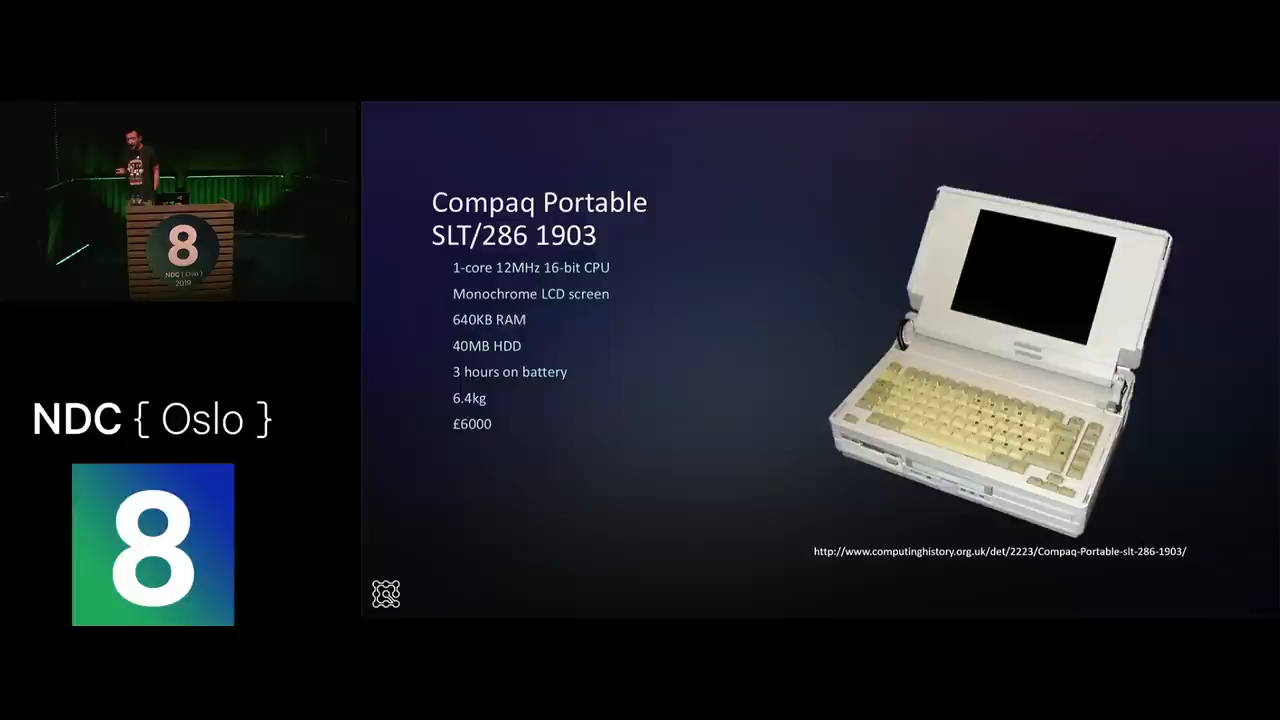 8
NDC { Oslo }
2019
NDC { Oslo }
8
Compaq Portable
SLT/286 1903
1-core 12MHz 16-bit CPU
Monochrome LCD screen
640KB RAM
40MB HDD
3 hours on battery
6.4kg
£6000
http://www.computinghistory.org.uk/det/2223/Compaq-Portable-slt-286-1903/